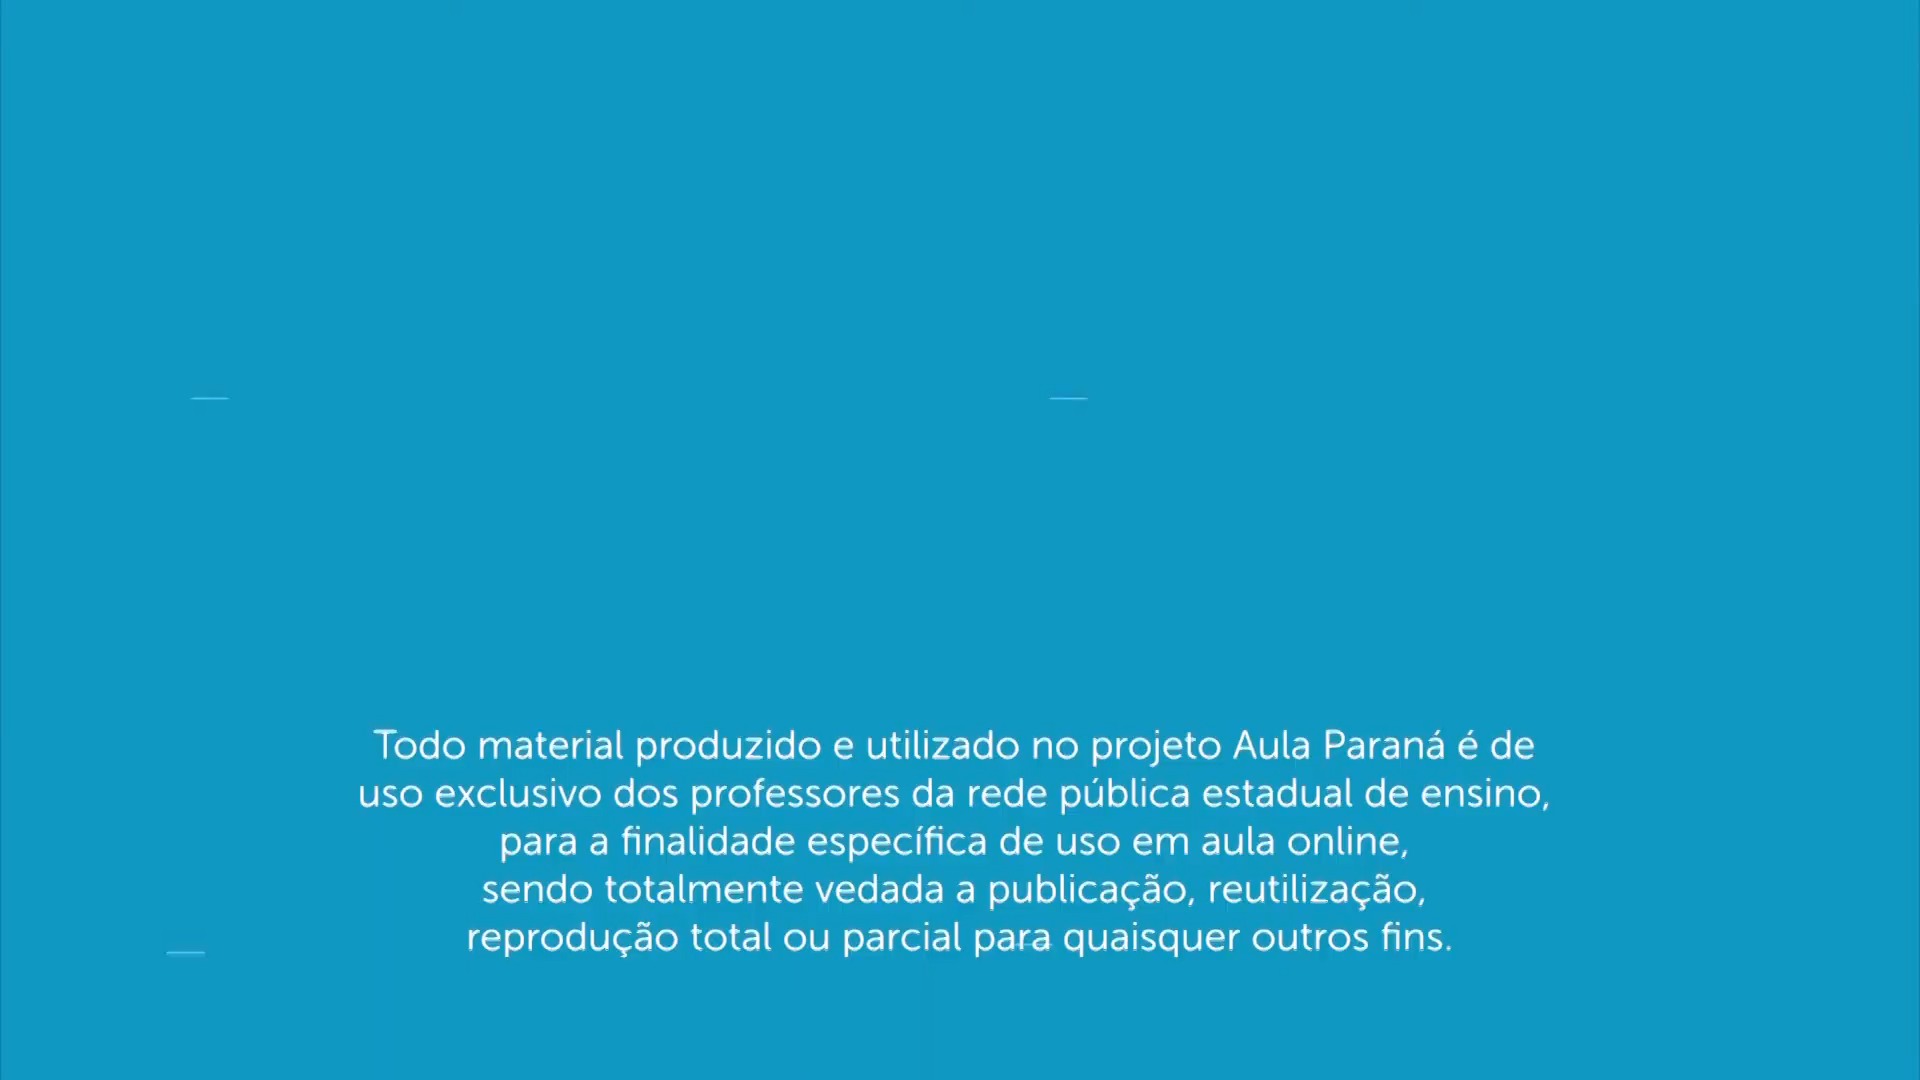 Todo material produzido e utilizado no projeto Aula Paraná é de
uso exclusivo dos professores da rede pública estadual de ensino,
para a finalidade específica de uso em aula online,
sendo totalmente vedada a publicação, reutilização,
reprodução total ou parcial para quaisquer outros fins.